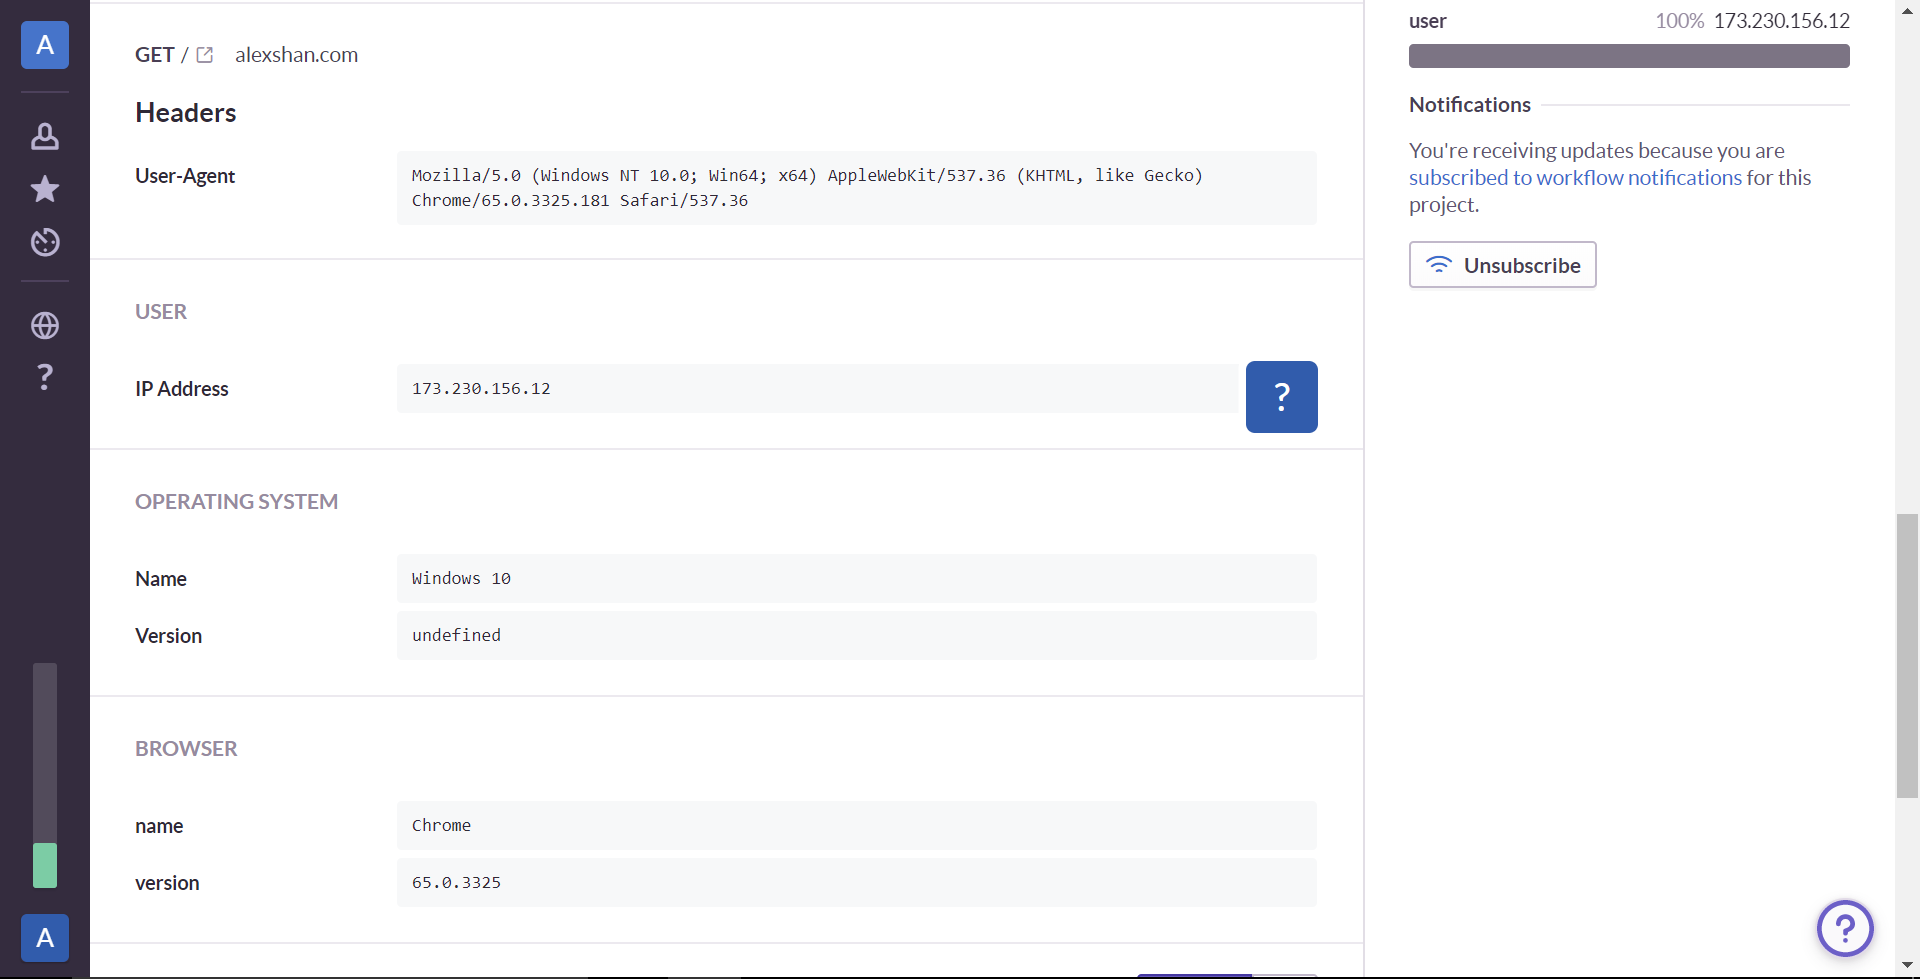 A
GET / alexshan.com
Headers
User-Agent
Mozilla/5.0 (Windows NT 10.0; Win64; x64) AppleWebKit/537.36 (KHTML, like Gecko)
Chrome/65.0.3325.181 Safari/537.36
USER
IP Address 173.230.156.12 ?
OPERATING SYSTEM
Name Windows 10
Version undefined
BROWSER
name Chrome
version 65.0.3325
?
A
user 100% 173.230.156.12
Notifications
You're receiving updates because you are
subscribed to workflow notifications for this
project.
Unsubscribe
?